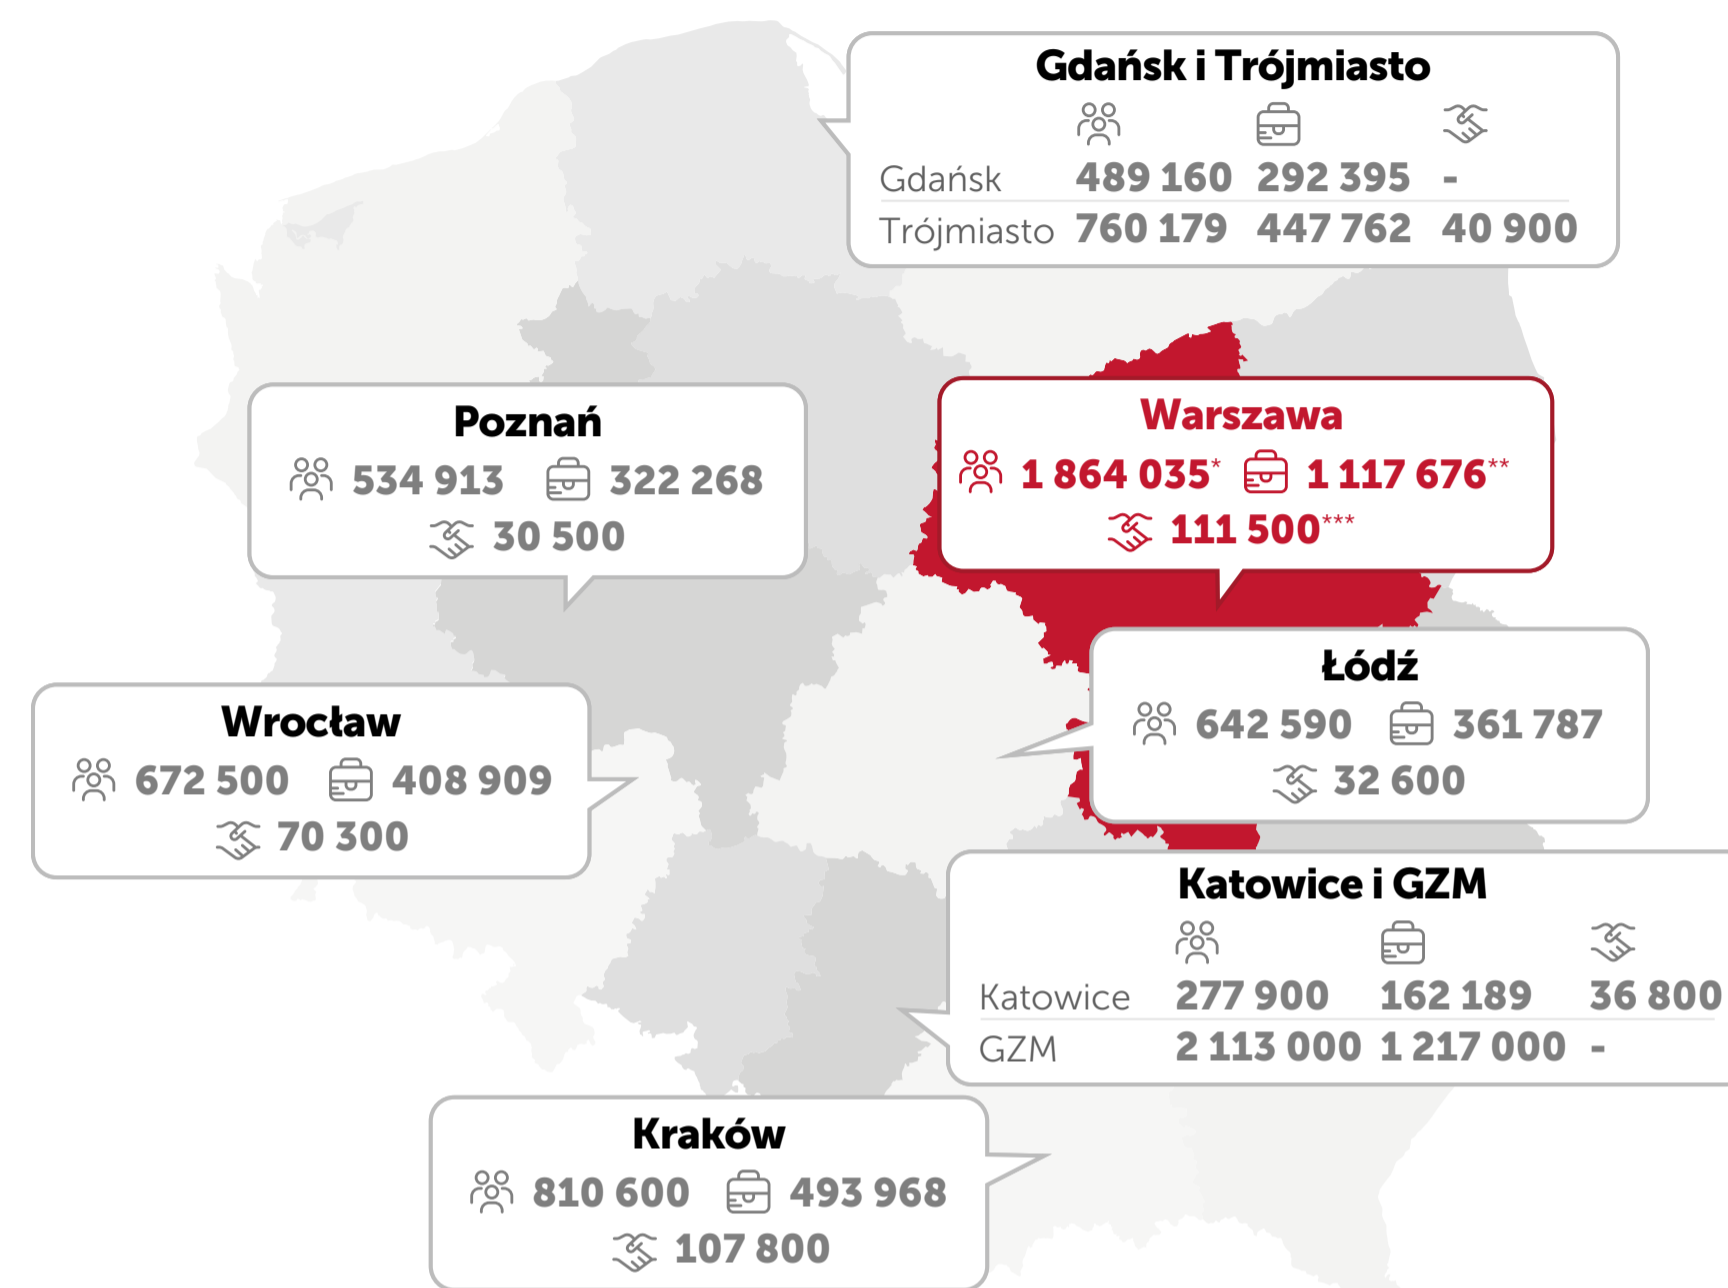 Gdańsk i Trójmiasto
Gdańsk 489 160 292 395 -
Trójmiasto 760 179 447 762 40 900
Poznań
534 913 322 268
30 500
Warszawa
1 864 035* 1 117 676**
111 500***
Łódź
642 590 361 787
32 600
Wrocław
672 500 408 909
70 300
Katowice i GZM
Katowice 277 900 162 189 36 800
GZM 2 113 000 1 217 000 -
Kraków
810 600 493 968
107 800